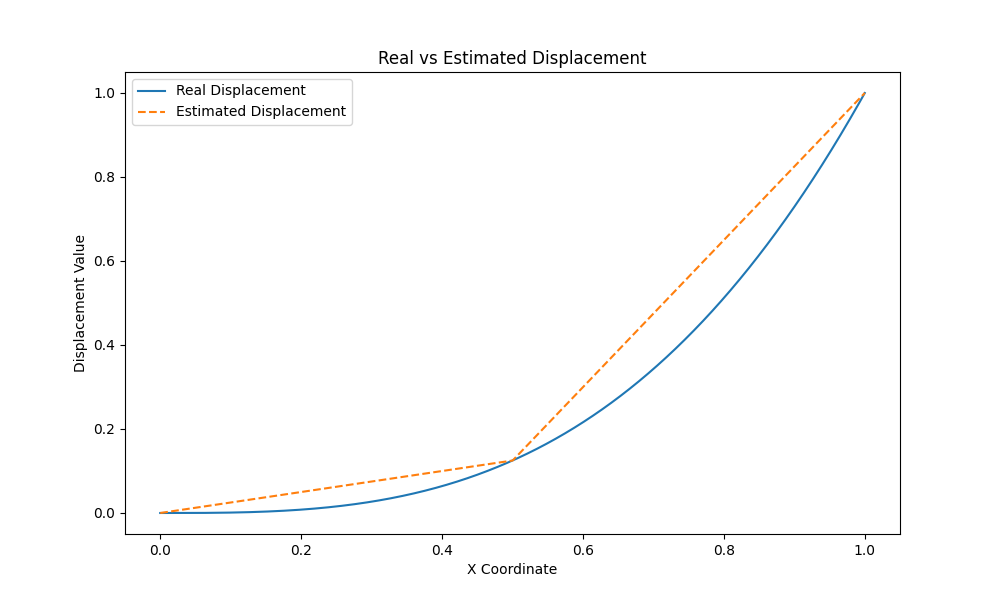 Real vs Estimated Displacement
Real Displacement
Estimated Displacement
Displacement Value
1.0
0.8
0.6
0.4
0.2
0.0
0.0 0.2 0.4 0.6 0.8 1.0
X Coordinate